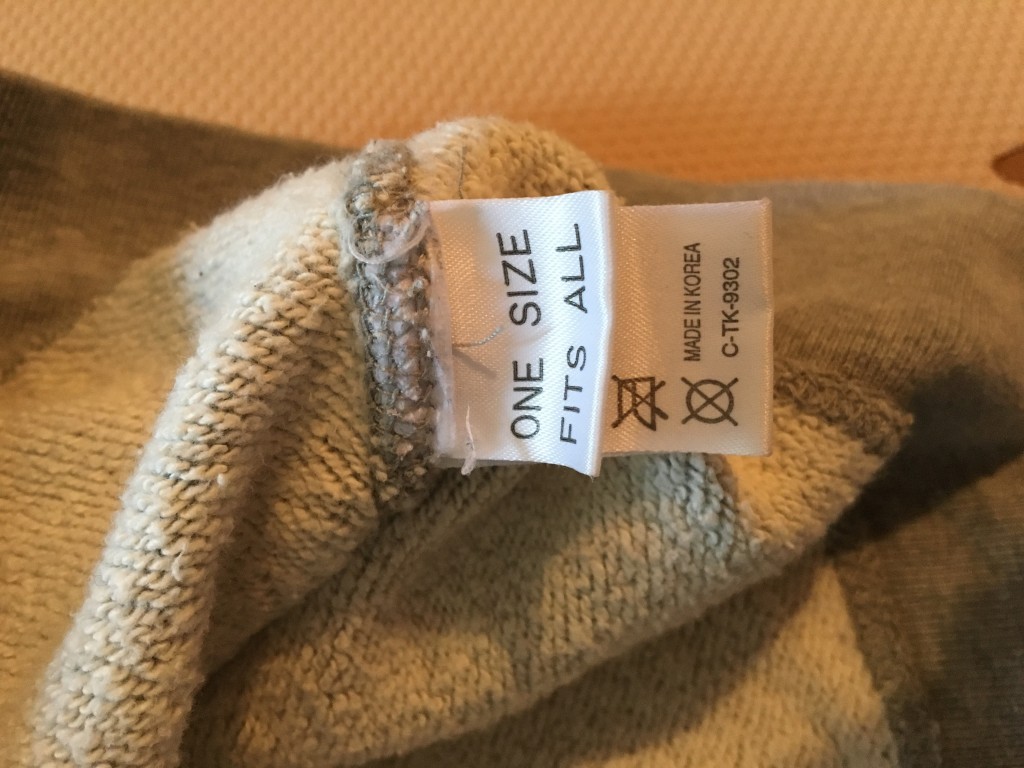 ONE SIZE
FITS ALL
MADE IN KOREA
C-TK-9302